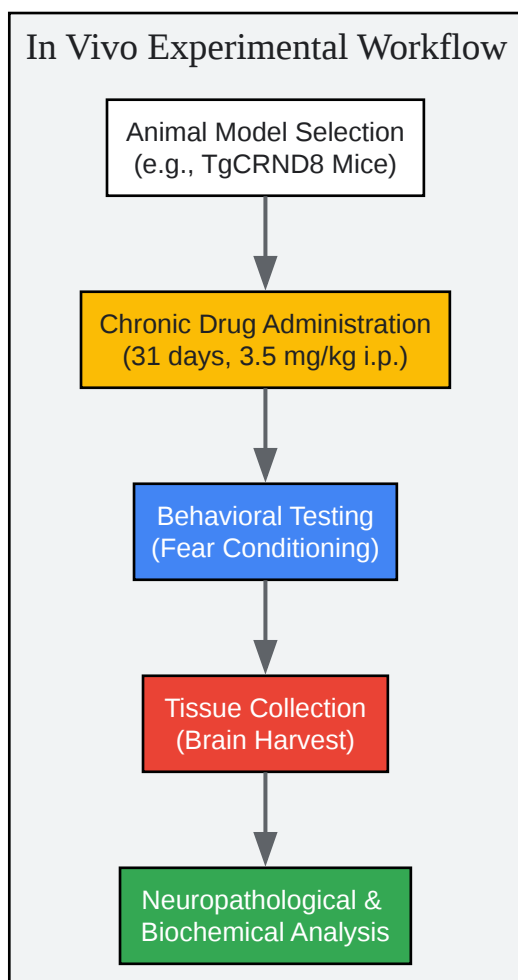 In Vivo Experimental Workflow
Animal Model Selection
(e.g., TgCRND8 Mice)
Chronic Drug Administration
(31 days, 3.5 mg/kg i.p.)
Behavioral Testing
(Fear Conditioning)
Tissue Collection
(Brain Harvest)
Neuropathological &
Biochemical Analysis